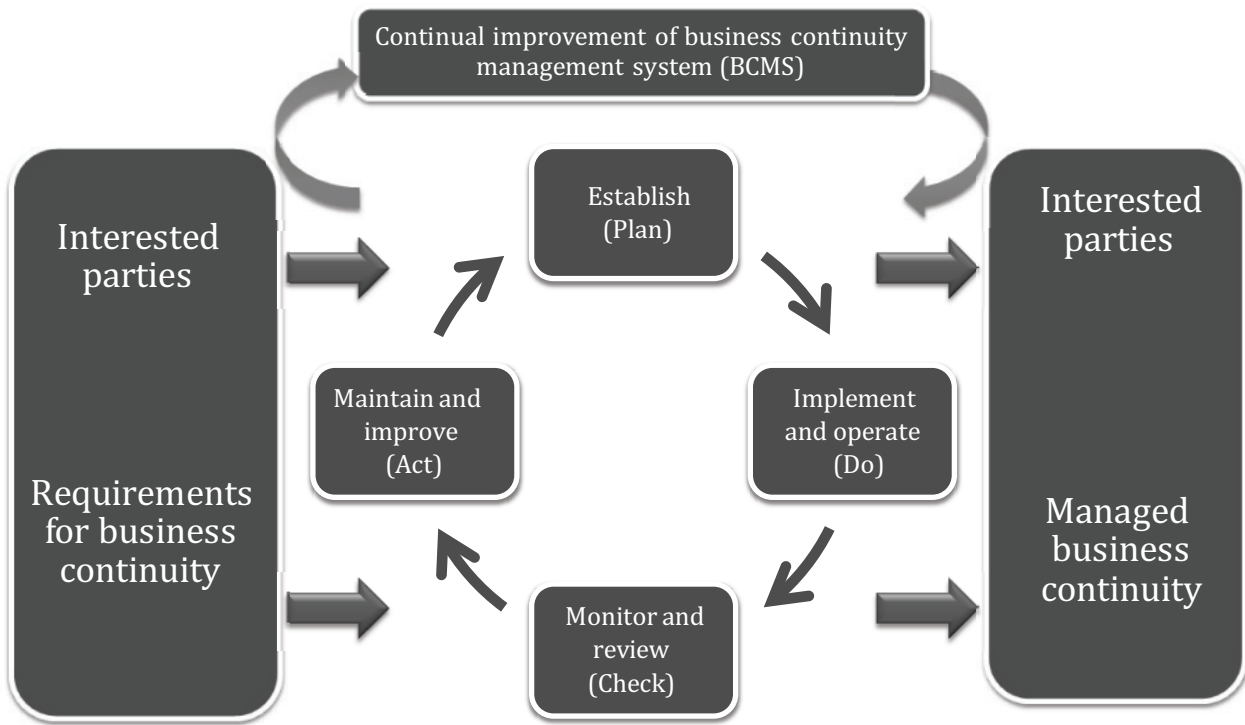 Continual improvement of business continuity
management system (BCMS)
Interested
parties
Requirements
for business
continuity
Establish
(Plan)
Maintain and
improve
(Act)
Implement
and operate
(Do)
Monitor and
review
(Check)
Interested
parties
Managed
business
continuity